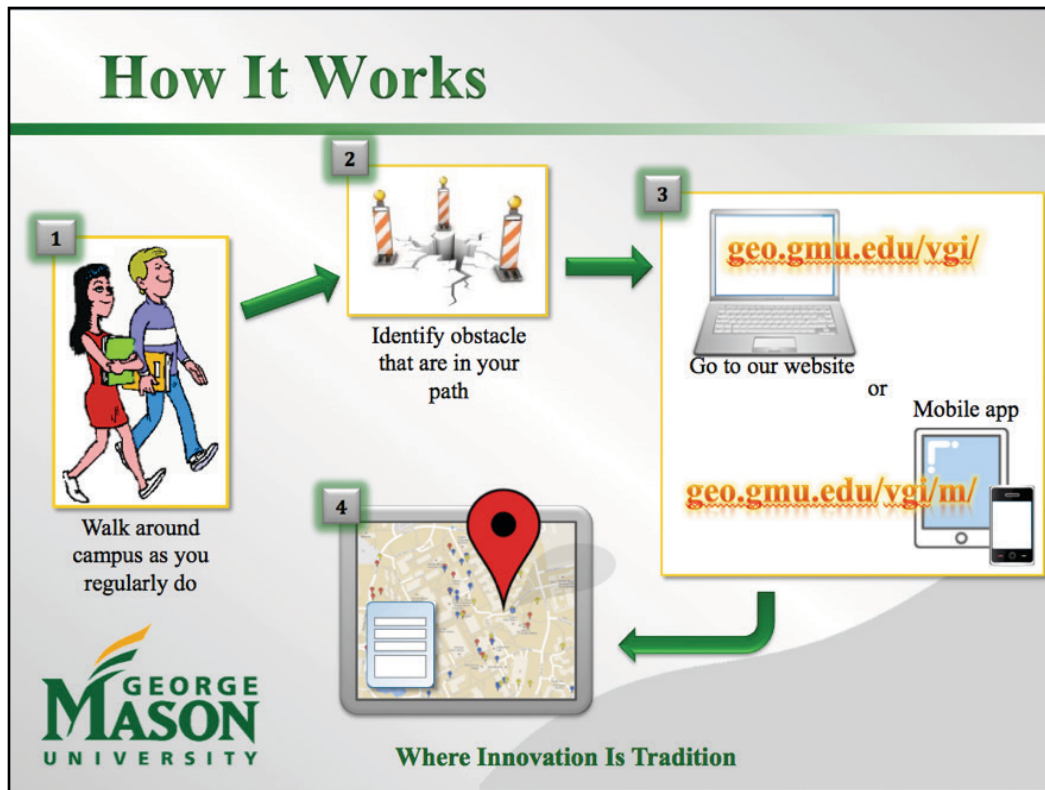 How It Works
1
Walk around
campus as you
regularly do
2
Identify obstacle
that are in your
path
3
geo.gmu.edu/vgi/
Go to our website
or
Mobile app
geo.gmu.edu/vgi/m/
4
GEORGE
MASON
UNIVERSITY
Where Innovation Is Tradition